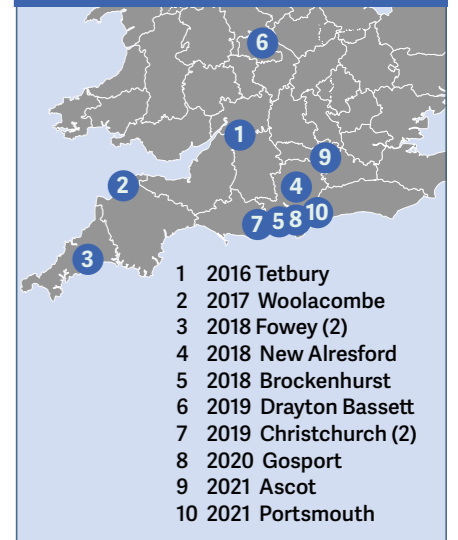 6
1
9
2
4
10
7 5 8
3
1 2016 Tetbury
2 2017 Woolacombe
3 2018 Fowey (2)
4 2018 New Alresford
5 2018 Brockenhurst
6 2019 Drayton Bassett
7 2019 Christchurch (2)
8 2020 Gosport
9 2021 Ascot
10 2021 Portsmouth